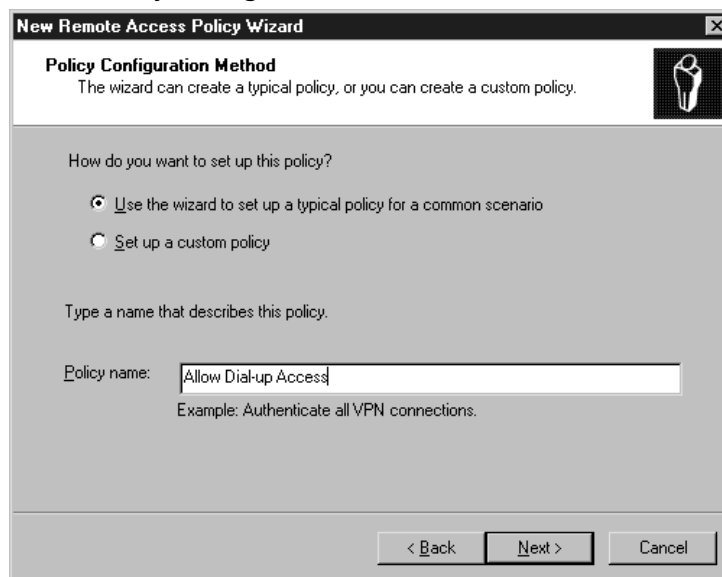 New Remote Access Policy Wizard
Policy Configuration Method
The wizard can create a typical policy, or you can create a custom policy.
How do you want to set up this policy?
Use the wizard to set up a typical policy for a common scenario
Set up a custom policy
Type a name that describes this policy.
Policy name: Allow Dial-up Access
Example: Authenticate all VPN connections.
< Back Next > Cancel